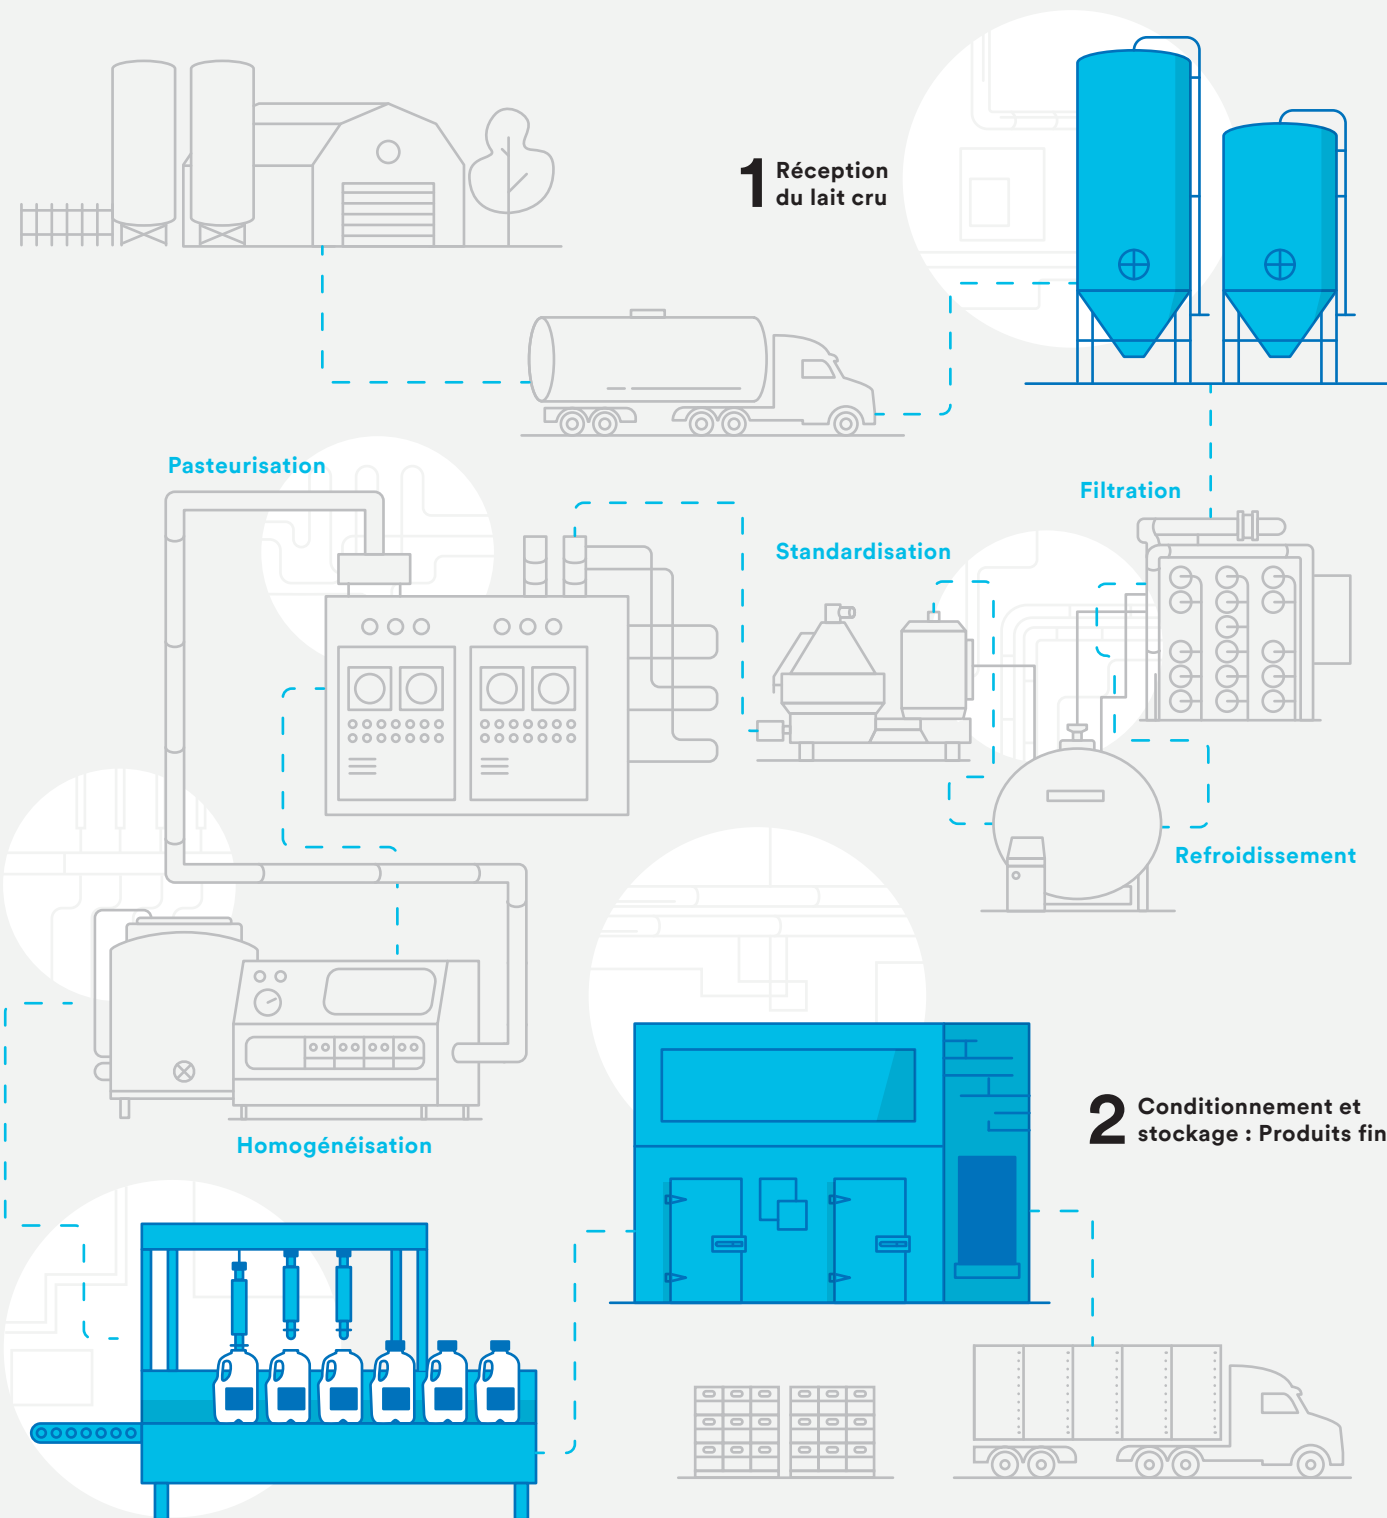 1 Réception
du lait cru
Pasteurisation
Filtration
Standardisation
Refroidissement
Homogénéisation
2 Conditionnement et
stockage : Produits fin